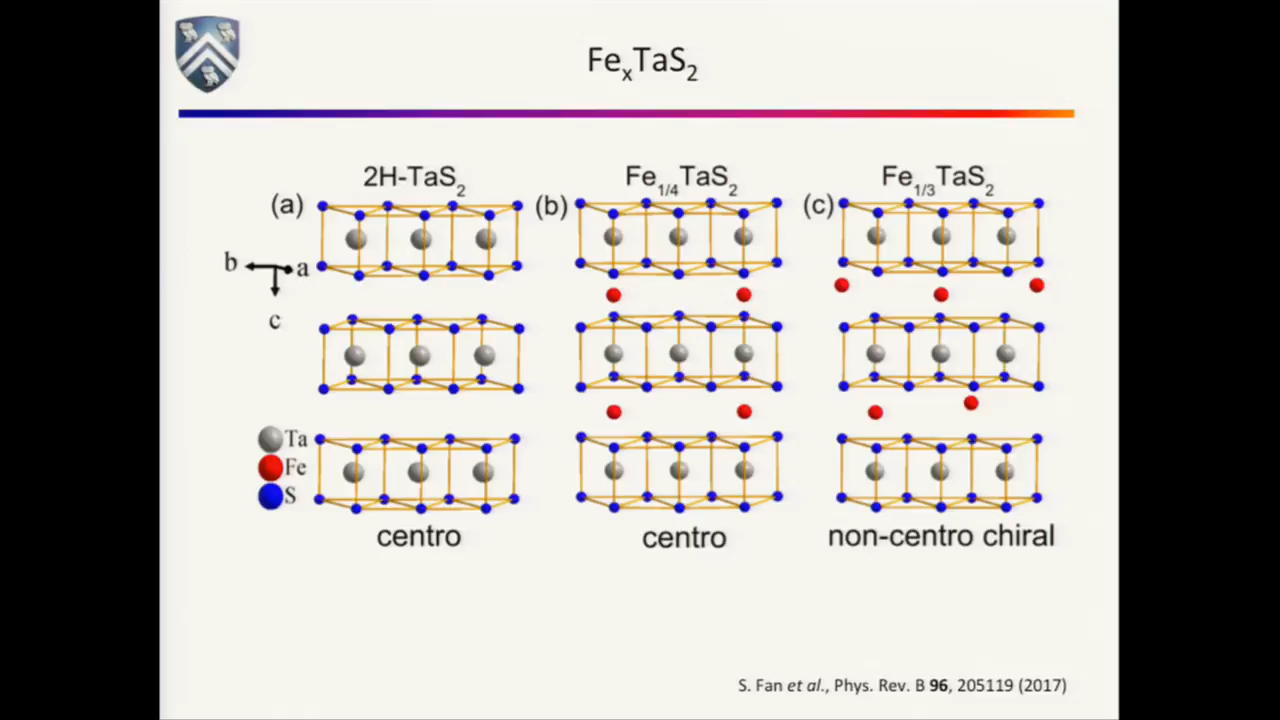 FeₓTaS₂
2H-TaS₂ Fe₁/₄TaS₂ Fe₁/₃TaS₂
(a) (b) (c)
b a
c
Ta
Fe
S
centro centro non-centro chiral
S. Fan et al., Phys. Rev. B 96, 205119 (2017)